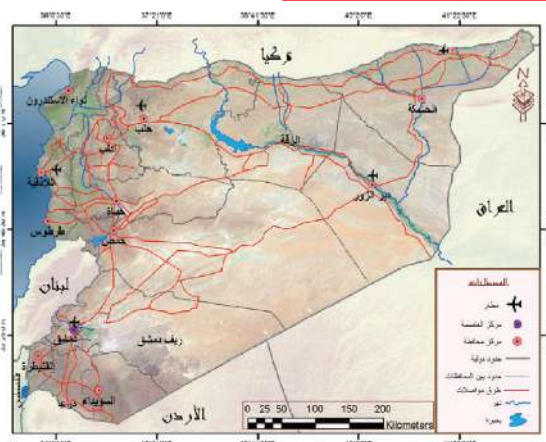 تركيا
لواء الاسكندرون
حلب
ادلب
الرقة
الحسكة
اللاذقية
دير الزور
حماة
طرطوس
حمص
العراق
لبنان
دمشق
ريف دمشق
القنيطرة
السويداء
درعا
فلسطين
الأردن
N
المصطلحات
مطار
مركز العاصمة
مركز محافظة
حدود دولية
حدود بين المحافظات
طرق مواصلات
نهر
بحيرة
0 25 50 100 150 200
Kilometers